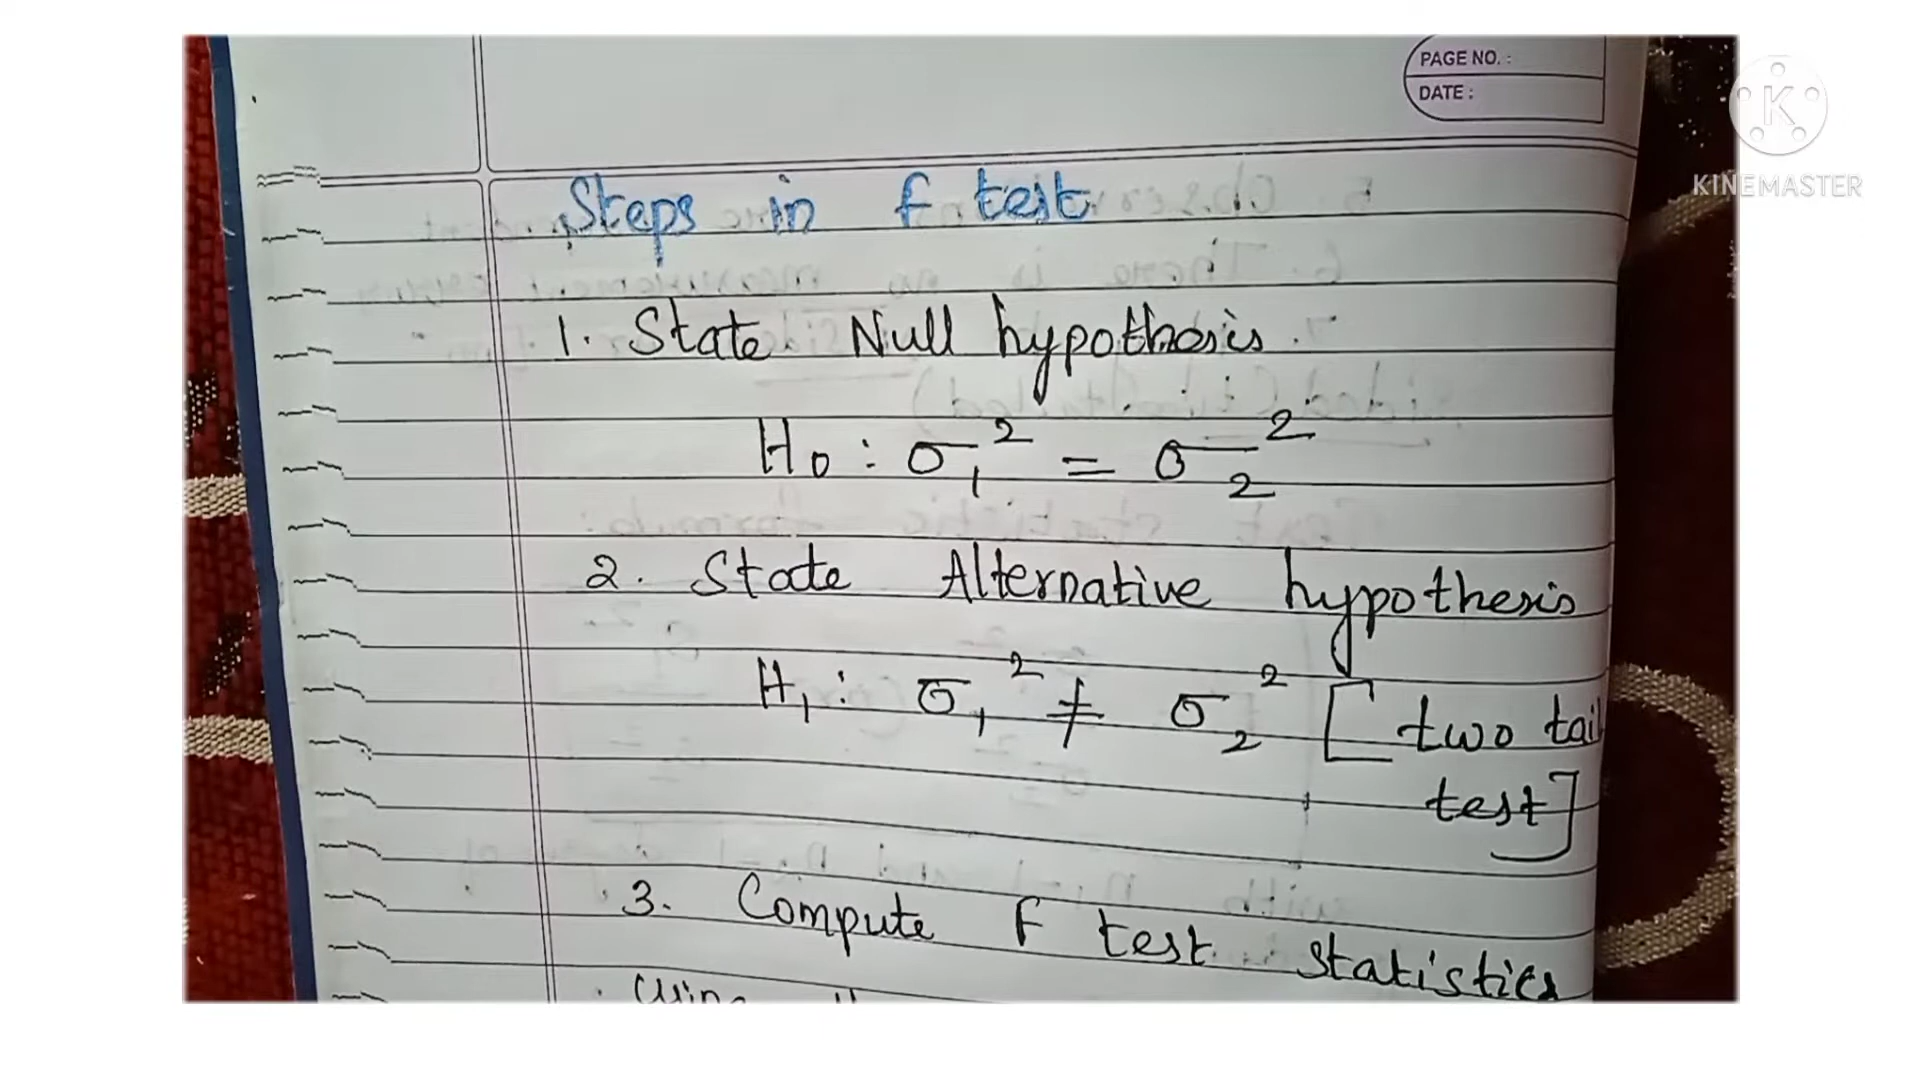 PAGE NO. :
DATE :
KINEMASTER
Steps in f test
1. State Null hypothesis.
H₀ : σ₁² = σ₂²
2. State Alternative hypothesis
H₁ : σ₁² ≠ σ₂² [two tail
test]
3. Compute F test statistics